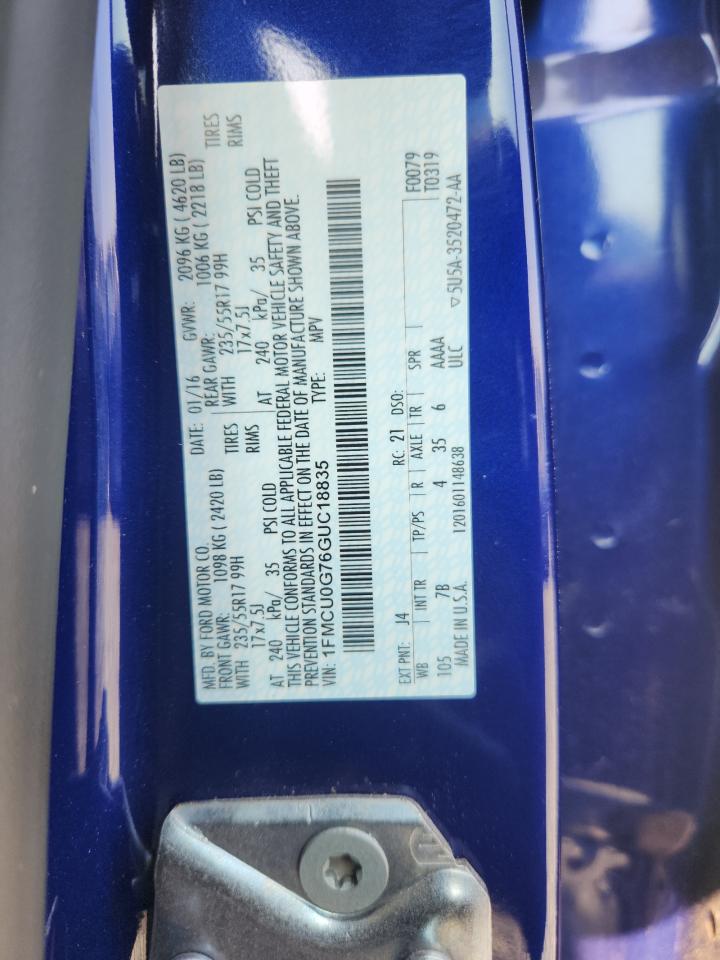 MFD. BY FORD MOTOR CO. DATE: 01/16 GVWR: 2096 KG ( 4620 LB)
FRONT GAWR: 1098 KG ( 2420 LB) REAR GAWR: 1006 KG ( 2218 LB)
WITH 235/55R17 99H TIRES WITH 235/55R17 99H TIRES
17x7.5J RIMS 17x7.5J RIMS
AT 240 kPa/ 35 PSI COLD AT 240 kPa/ 35 PSI COLD
THIS VEHICLE CONFORMS TO ALL APPLICABLE FEDERAL MOTOR VEHICLE SAFETY AND THEFT
PREVENTION STANDARDS IN EFFECT ON THE DATE OF MANUFACTURE SHOWN ABOVE.
VIN: 1FMCU0G76GUC18835 TYPE: MPV
EXT PNT: J4 RC: 21 DSO: F0079
WB INT TR TP/PS R AXLE TR SPR T0319
105 7B 4 35 6 AAAA
MADE IN U.S.A. 1201601148638 ULC ▽5U5A-3520472-AA